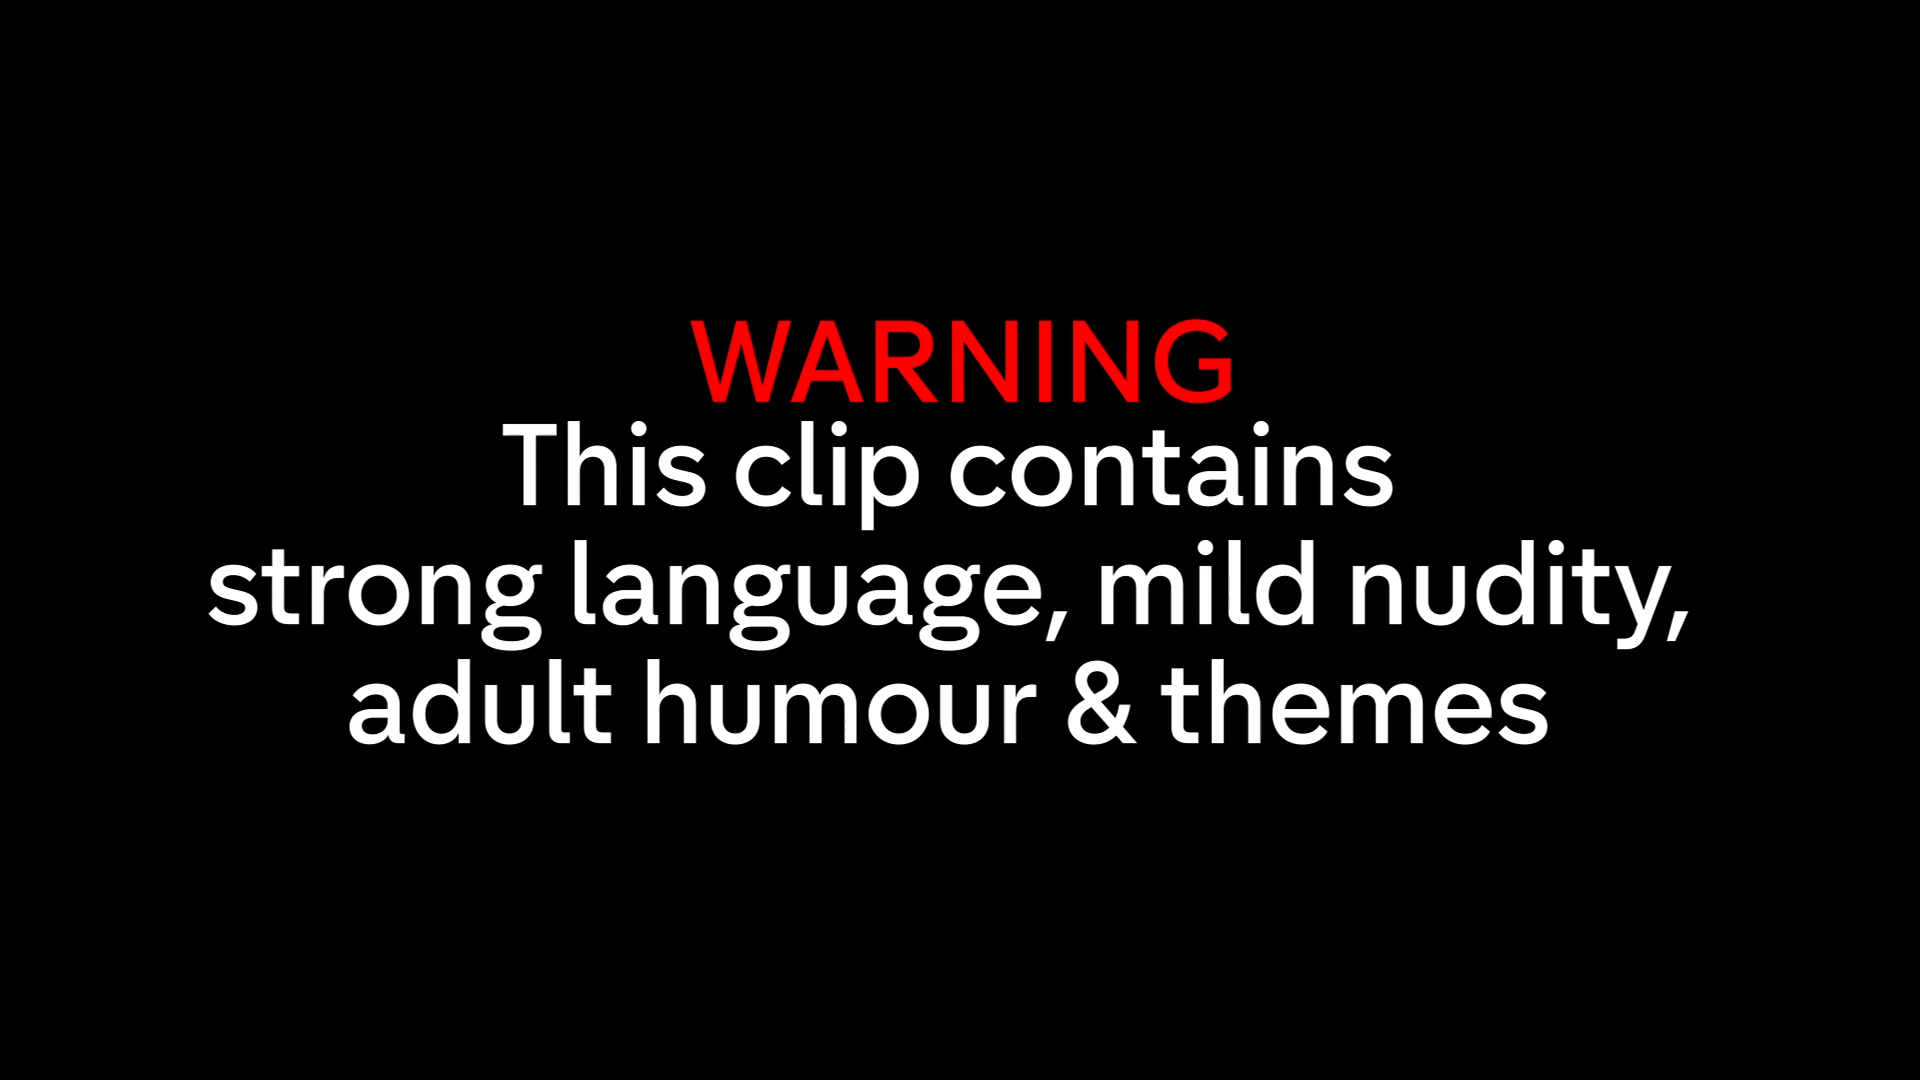 WARNING
This clip contains
strong language, mild nudity,
adult humour & themes